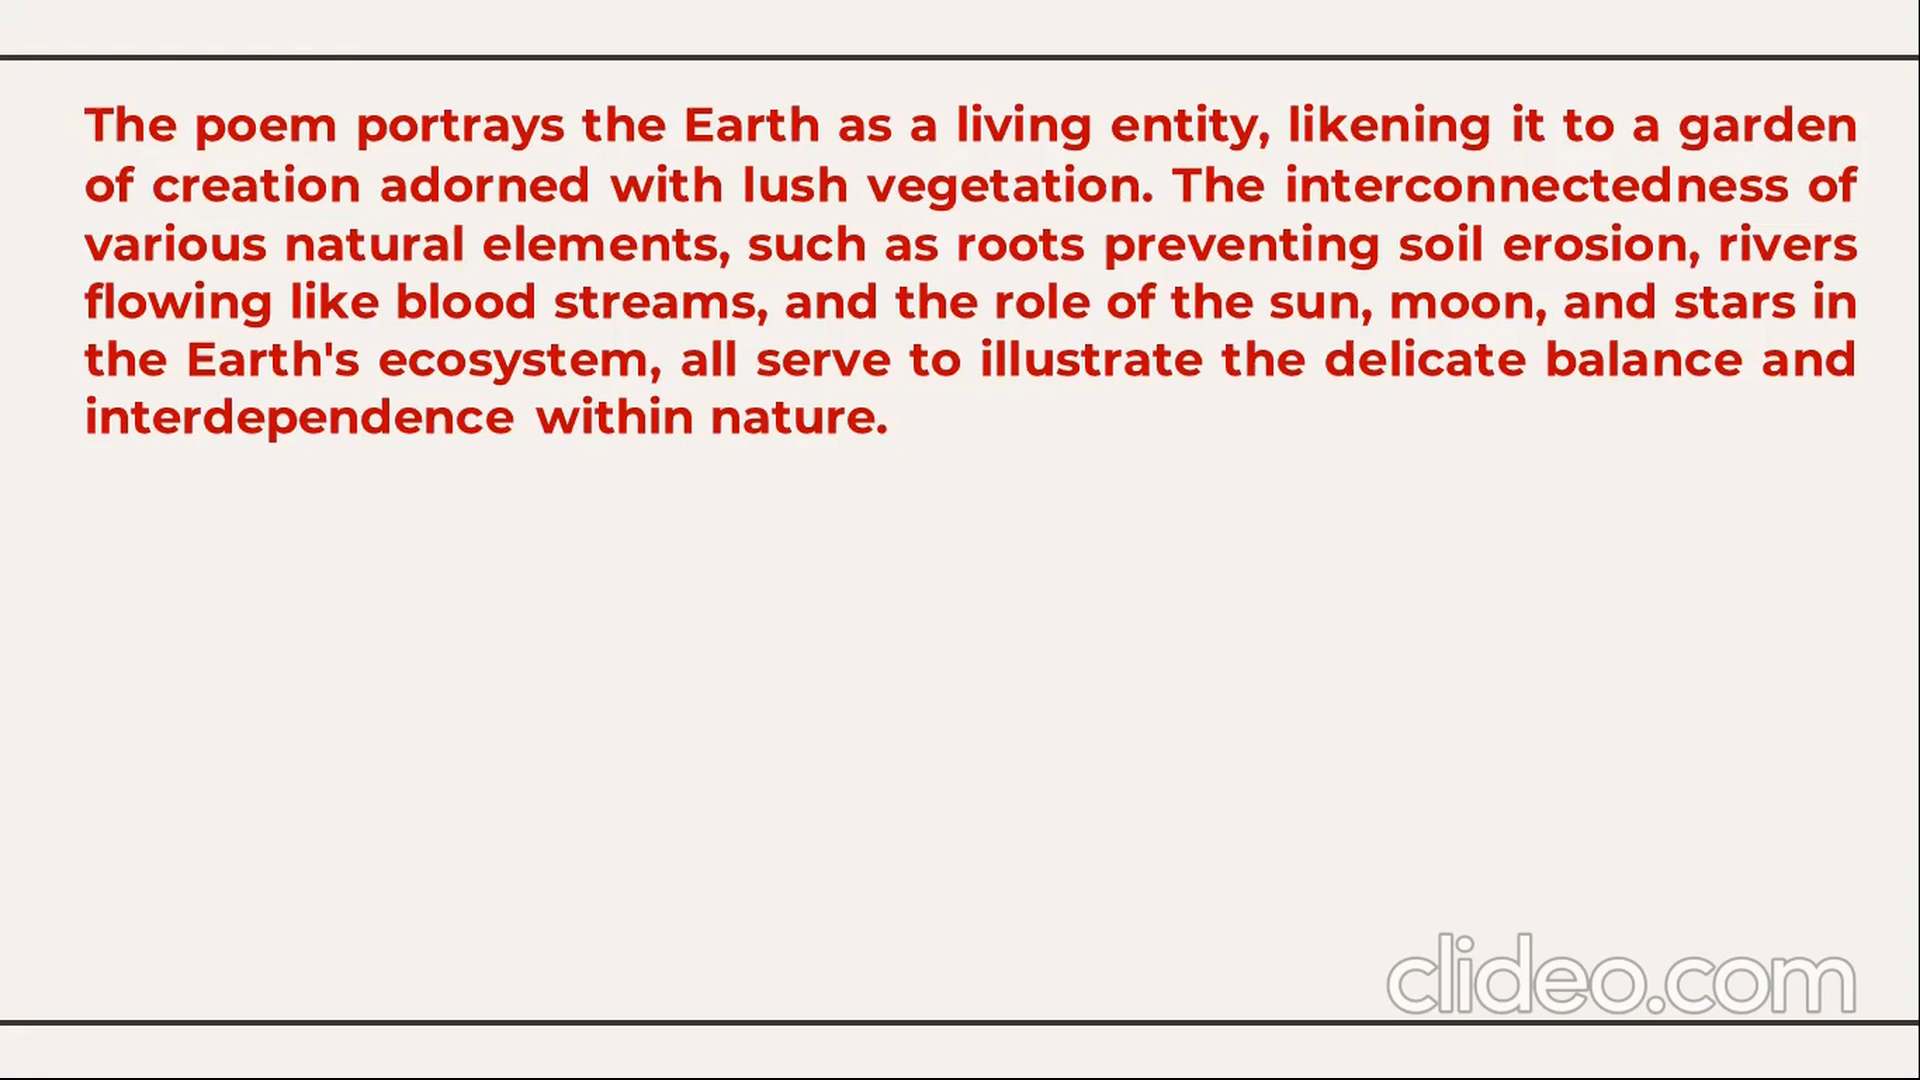 The poem portrays the Earth as a living entity, likening it to a garden
of creation adorned with lush vegetation. The interconnectedness of
various natural elements, such as roots preventing soil erosion, rivers
flowing like blood streams, and the role of the sun, moon, and stars in
the Earth's ecosystem, all serve to illustrate the delicate balance and
interdependence within nature.
clideo.com